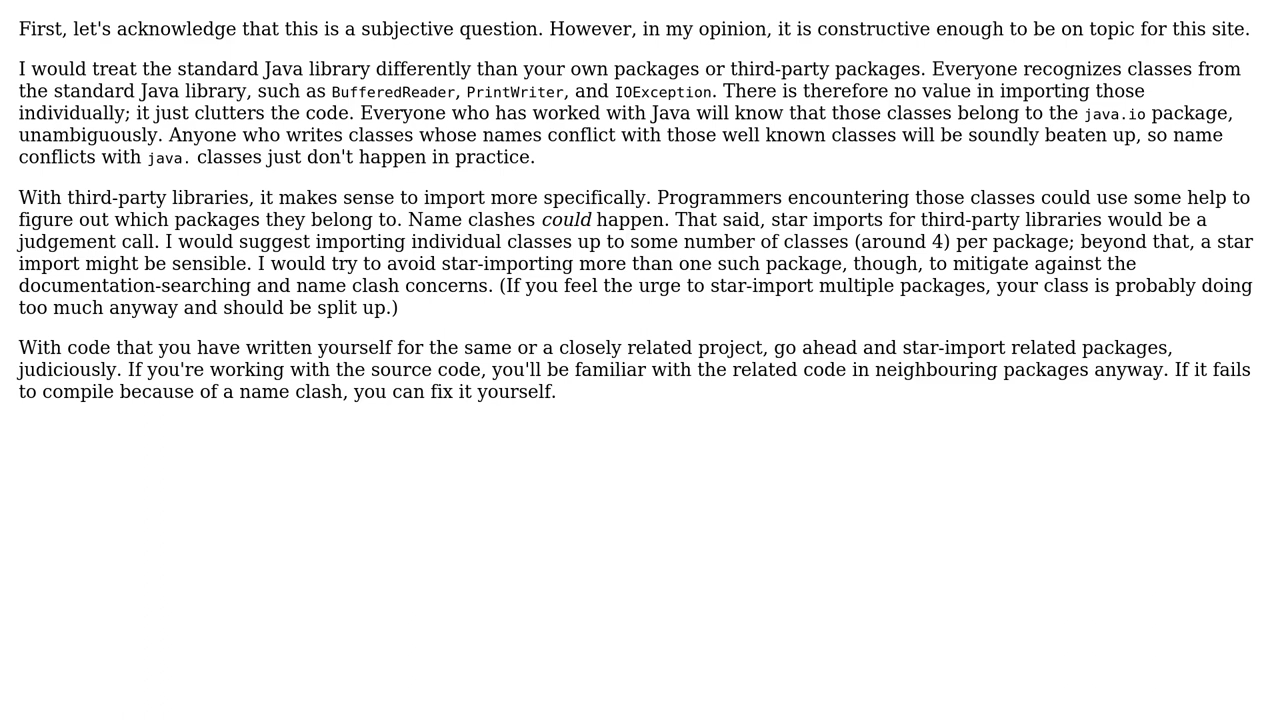 First, let's acknowledge that this is a subjective question. However, in my opinion, it is constructive enough to be on topic for this site.
I would treat the standard Java library differently than your own packages or third-party packages. Everyone recognizes classes from
the standard Java library, such as BufferedReader, PrintWriter, and IOException. There is therefore no value in importing those
individually; it just clutters the code. Everyone who has worked with Java will know that those classes belong to the java.io package,
unambiguously. Anyone who writes classes whose names conflict with those well known classes will be soundly beaten up, so name
conflicts with java. classes just don't happen in practice.
With third-party libraries, it makes sense to import more specifically. Programmers encountering those classes could use some help to
figure out which packages they belong to. Name clashes could happen. That said, star imports for third-party libraries would be a
judgement call. I would suggest importing individual classes up to some number of classes (around 4) per package; beyond that, a star
import might be sensible. I would try to avoid star-importing more than one such package, though, to mitigate against the
documentation-searching and name clash concerns. (If you feel the urge to star-import multiple packages, your class is probably doing
too much anyway and should be split up.)
With code that you have written yourself for the same or a closely related project, go ahead and star-import related packages,
judiciously. If you're working with the source code, you'll be familiar with the related code in neighbouring packages anyway. If it fails
to compile because of a name clash, you can fix it yourself.